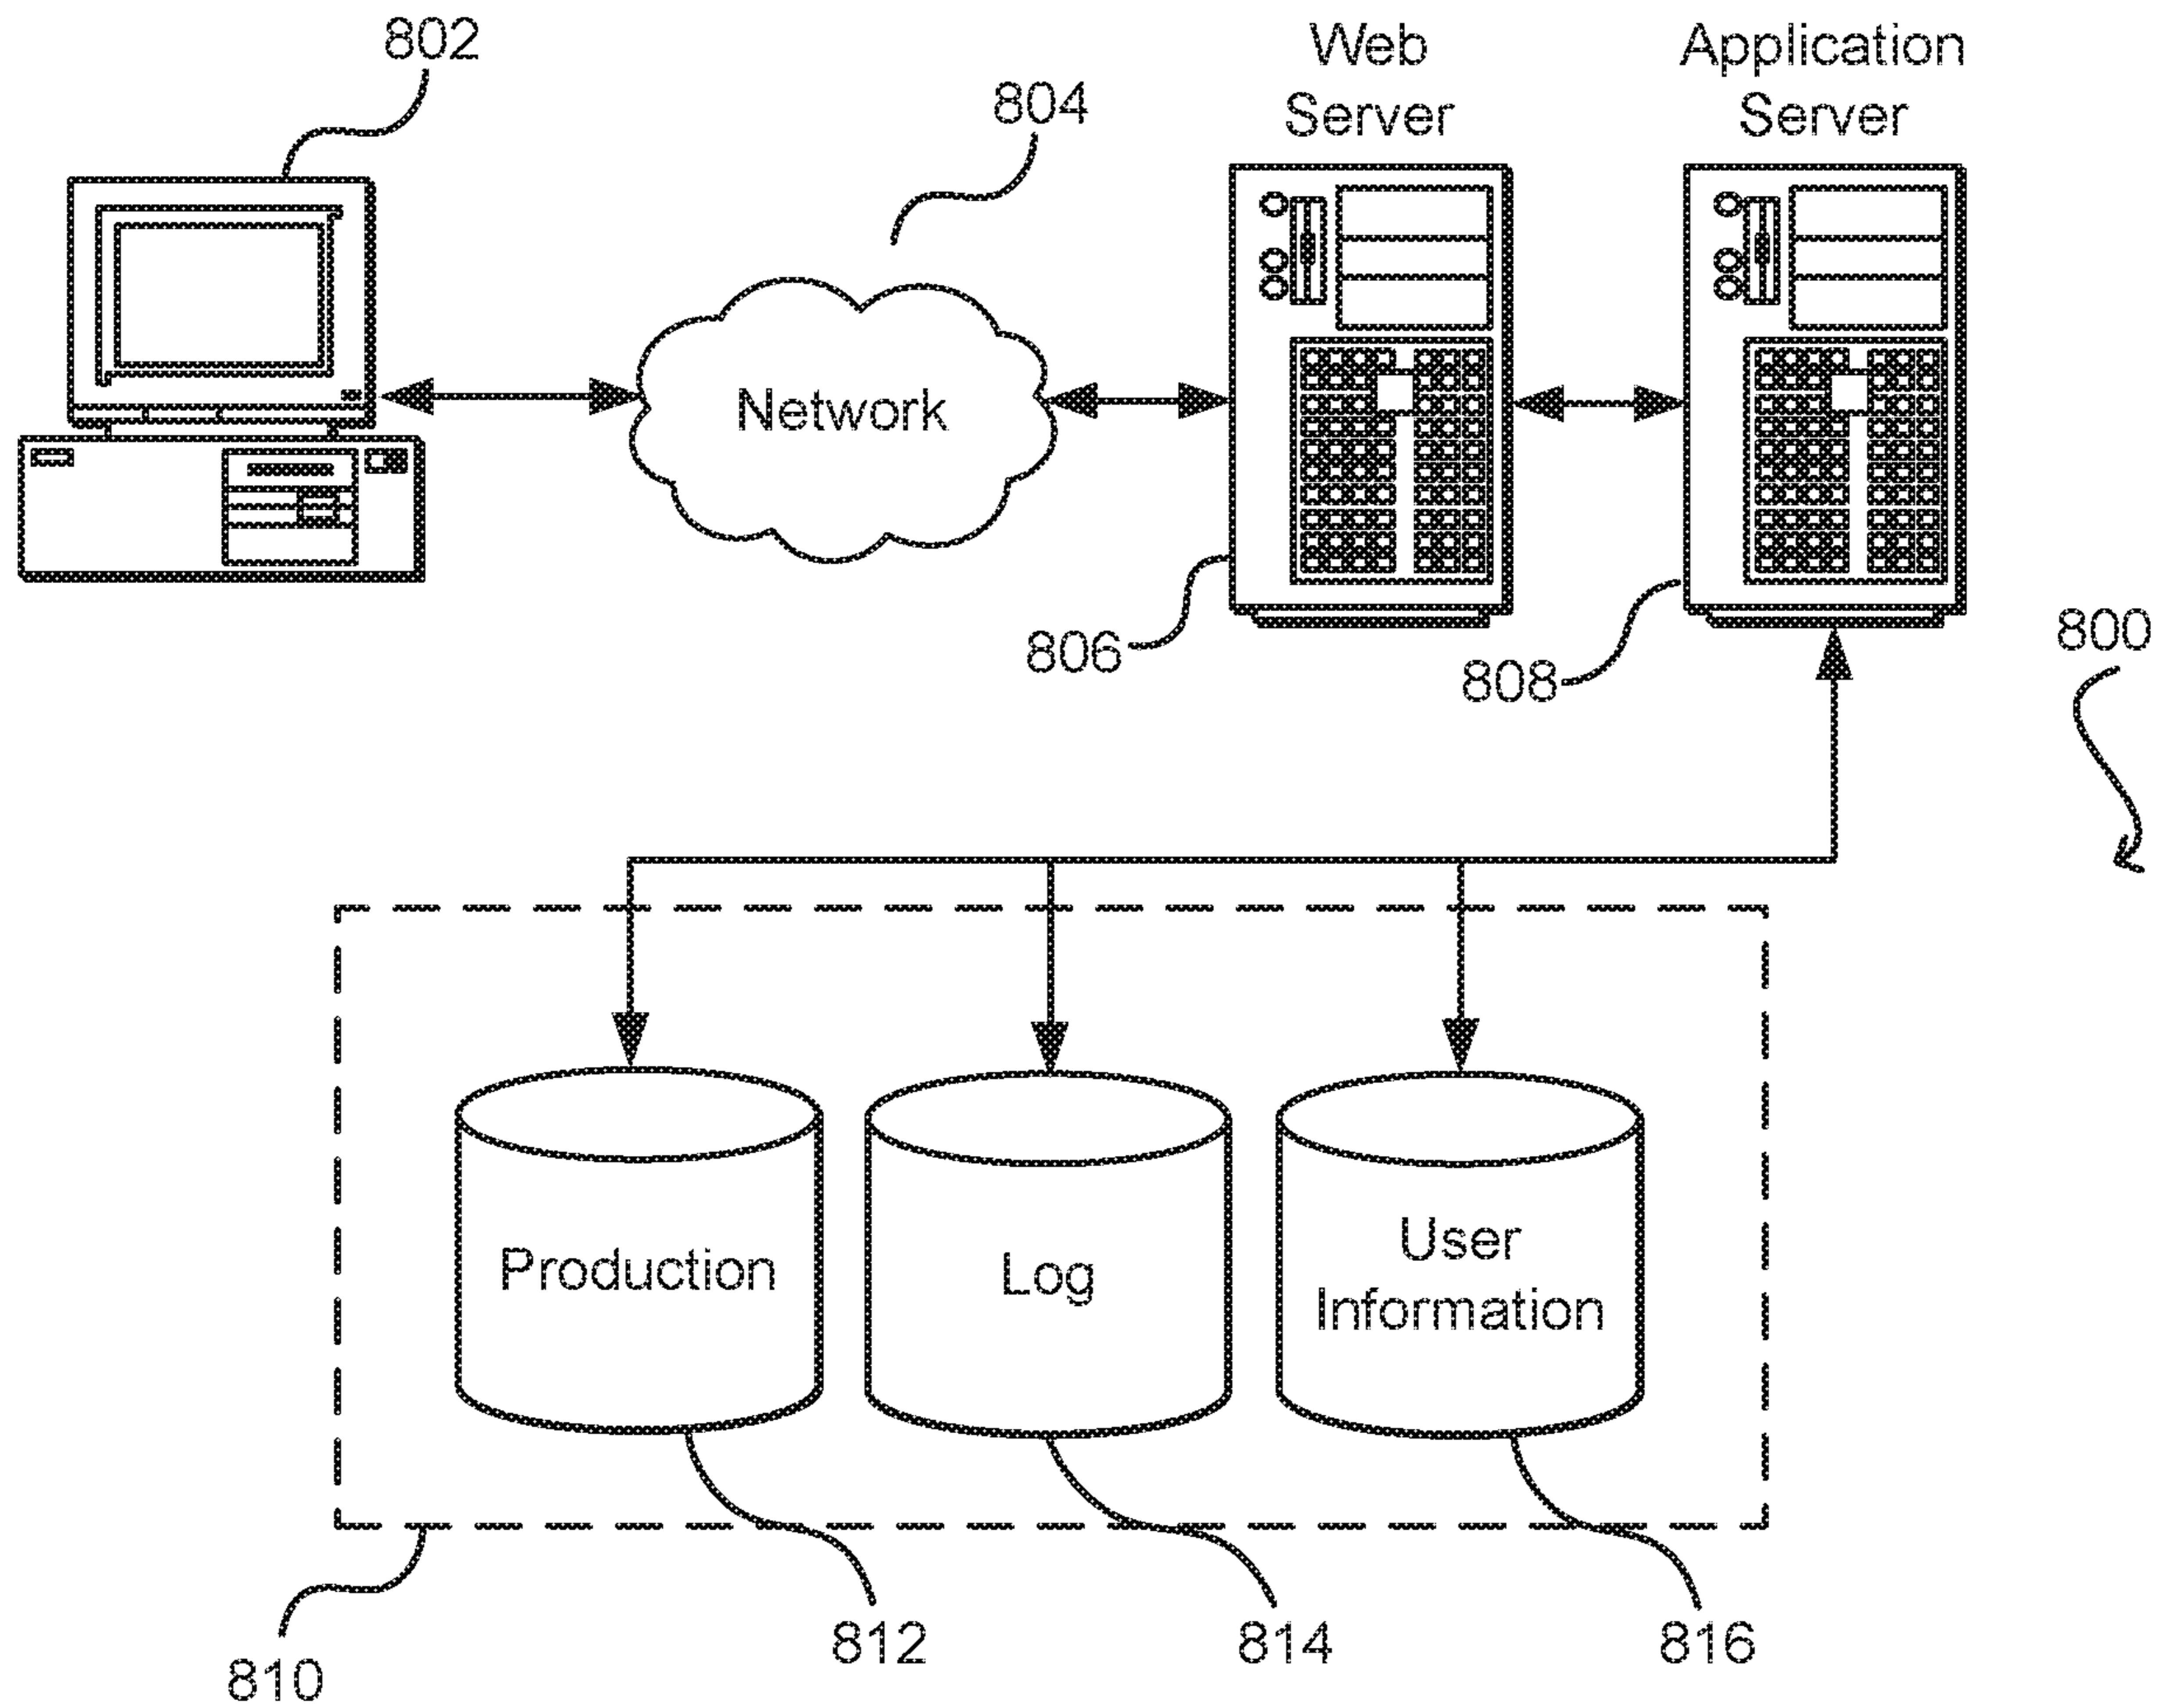 802
804
Web
Server
Application
Server
Network
806
808
800
Production
Log
User
Information
810
812
814
816